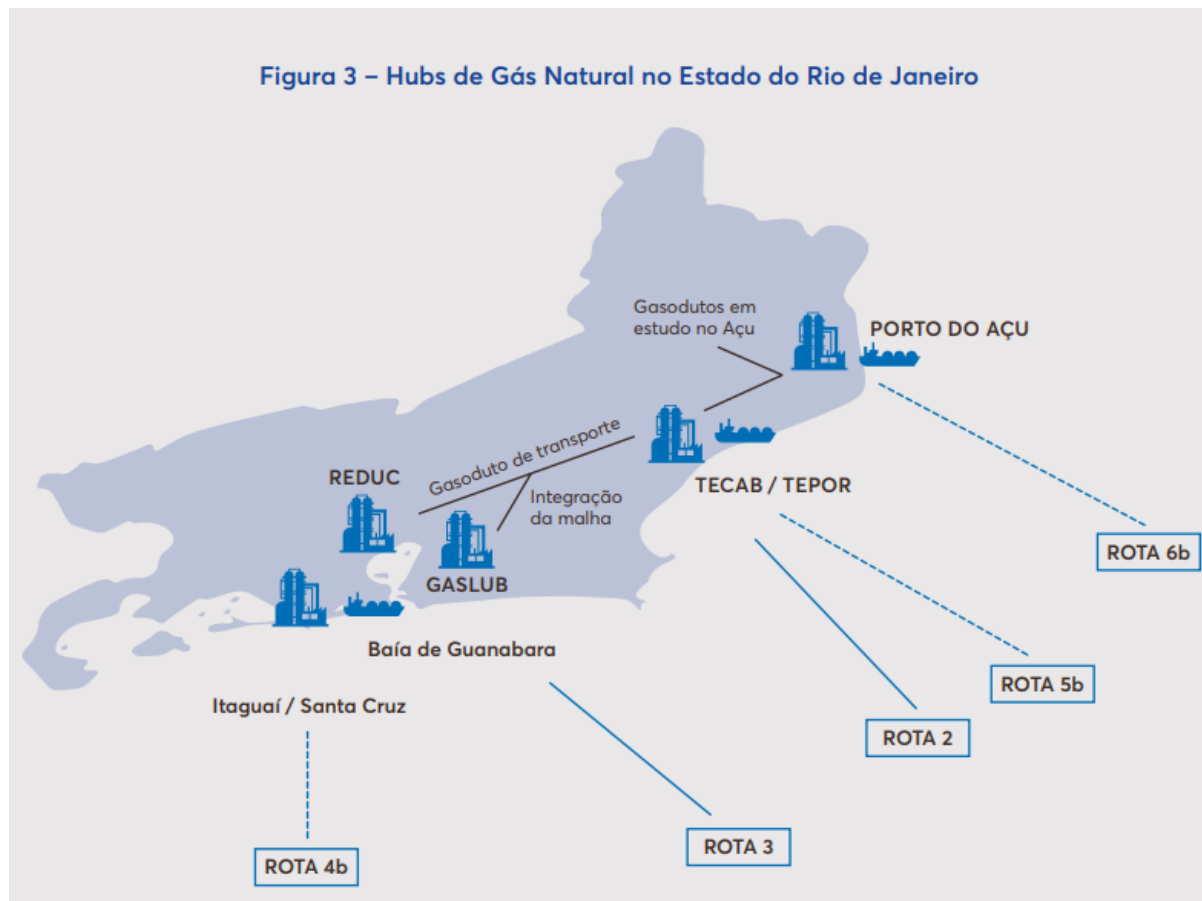 Figura 3 – Hubs de Gás Natural no Estado do Rio de Janeiro
Gasodutos em
estudo no Açu
PORTO DO AÇU
Gasoduto de transporte
REDUC
Integração
da malha
TECAB / TEPOR
GASLUB
ROTA 6b
Baía de Guanabara
ROTA 5b
Itaguaí / Santa Cruz
ROTA 2
ROTA 3
ROTA 4b